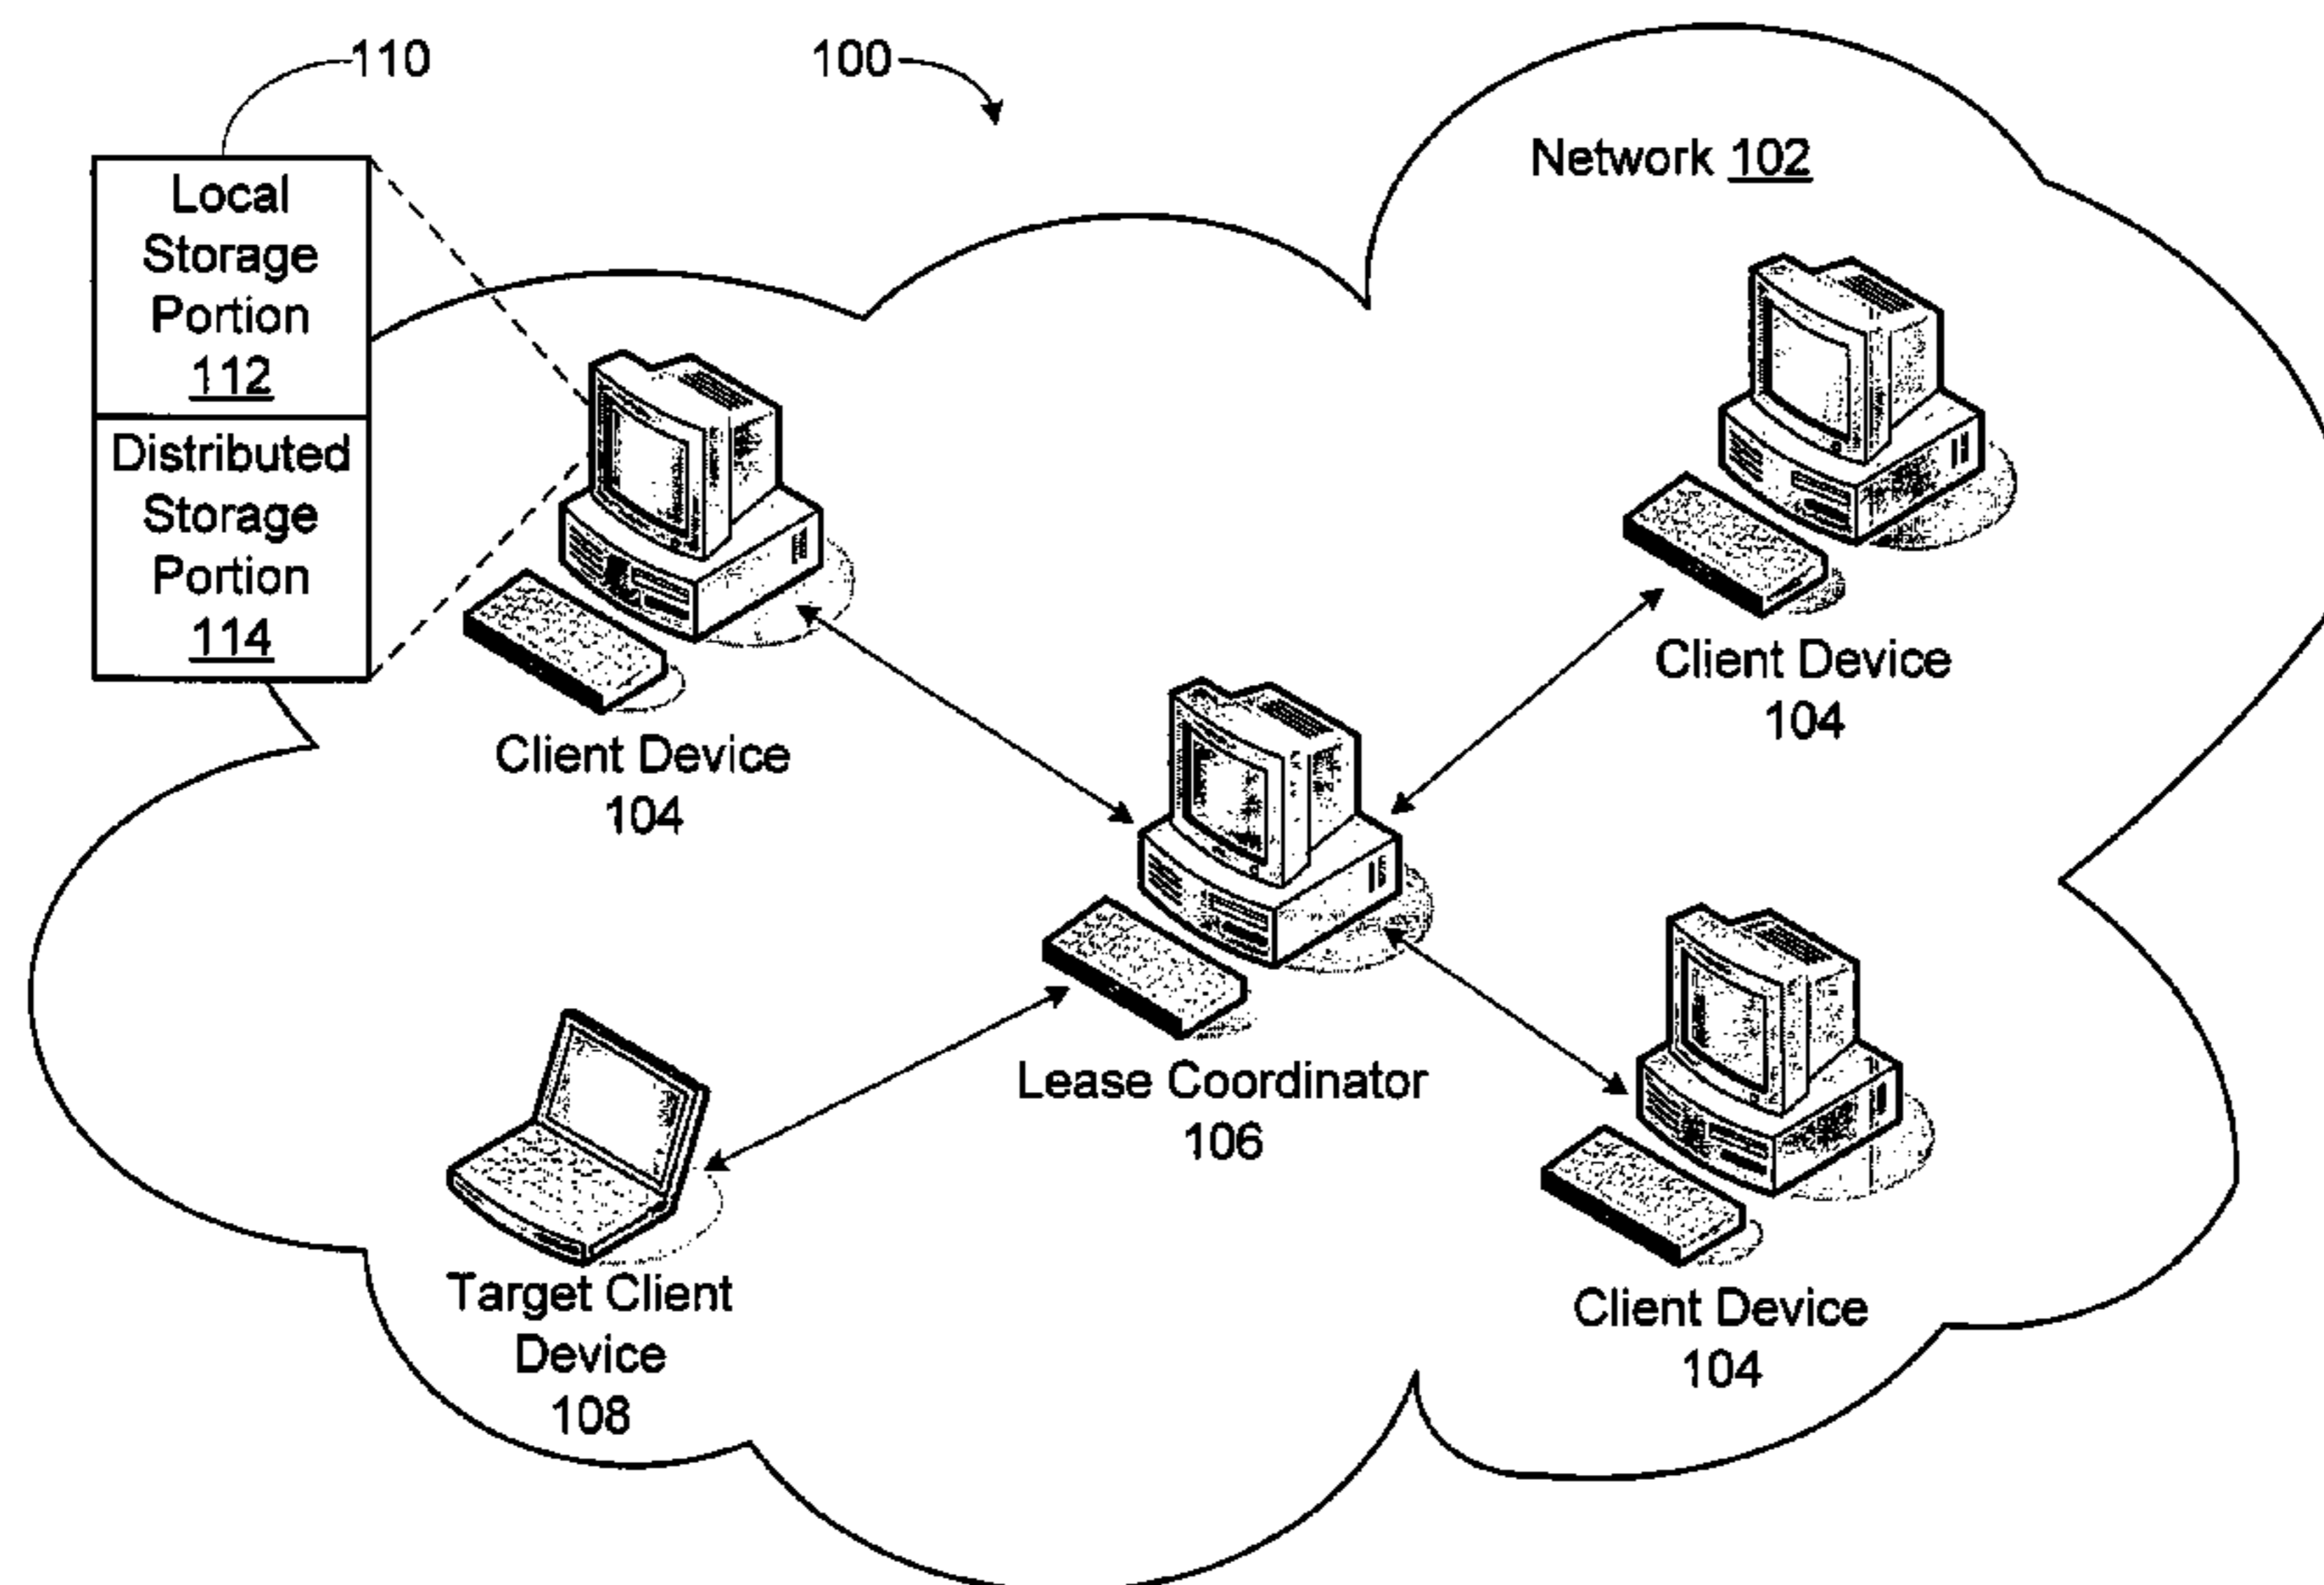 110
100
Network 102
Local
Storage
Portion
112
Distributed
Storage
Portion
114
Client Device
104
Client Device
104
Lease Coordinator
106
Target Client
Device
108
Client Device
104